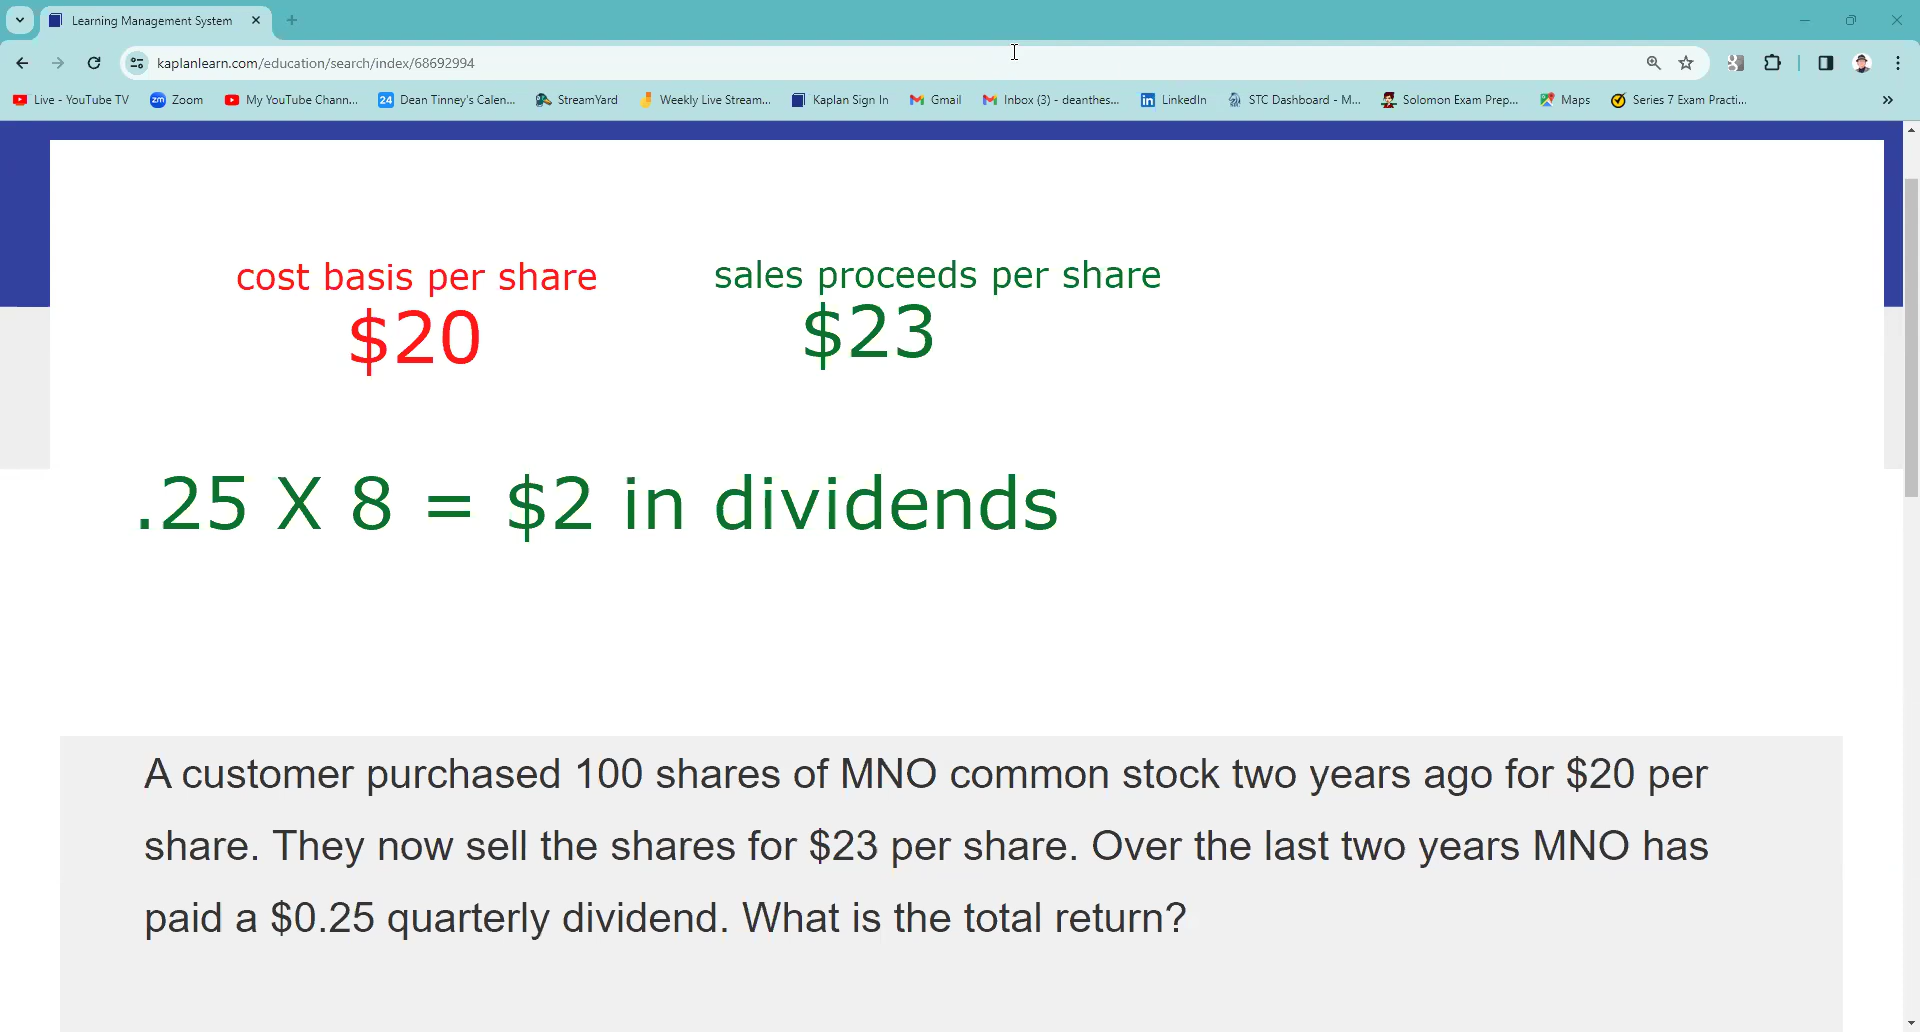 Learning Management System
kaplanlearn.com/education/search/index/68692994
Live - YouTube TV
zm Zoom
My YouTube Chann...
24 Dean Tinney's Calen...
StreamYard
Weekly Live Stream...
Kaplan Sign In
Gmail
Inbox (3) - deanthes...
in LinkedIn
STC Dashboard - M...
Solomon Exam Prep...
Maps
Series 7 Exam Practi...
cost basis per share
sales proceeds per share
$20
$23
.25 X 8 = $2 in dividends
A customer purchased 100 shares of MNO common stock two years ago for $20 per
share. They now sell the shares for $23 per share. Over the last two years MNO has
paid a $0.25 quarterly dividend. What is the total return?